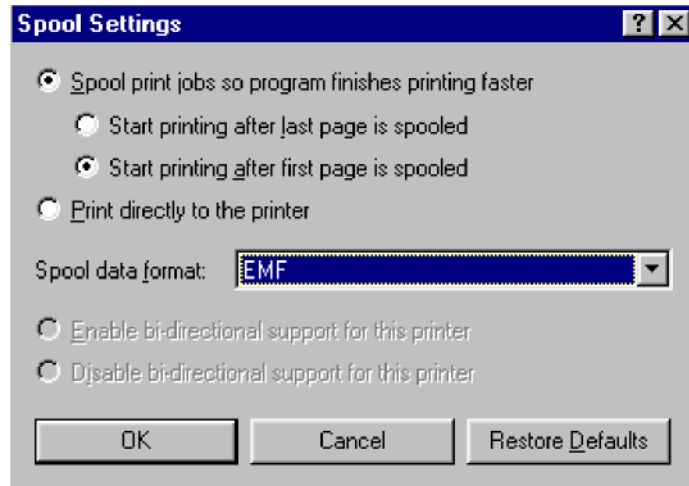 Spool Settings
Spool print jobs so program finishes printing faster
Start printing after last page is spooled
Start printing after first page is spooled
Print directly to the printer
Spool data format: EMF
Enable bi-directional support for this printer
Disable bi-directional support for this printer
OK Cancel Restore Defaults